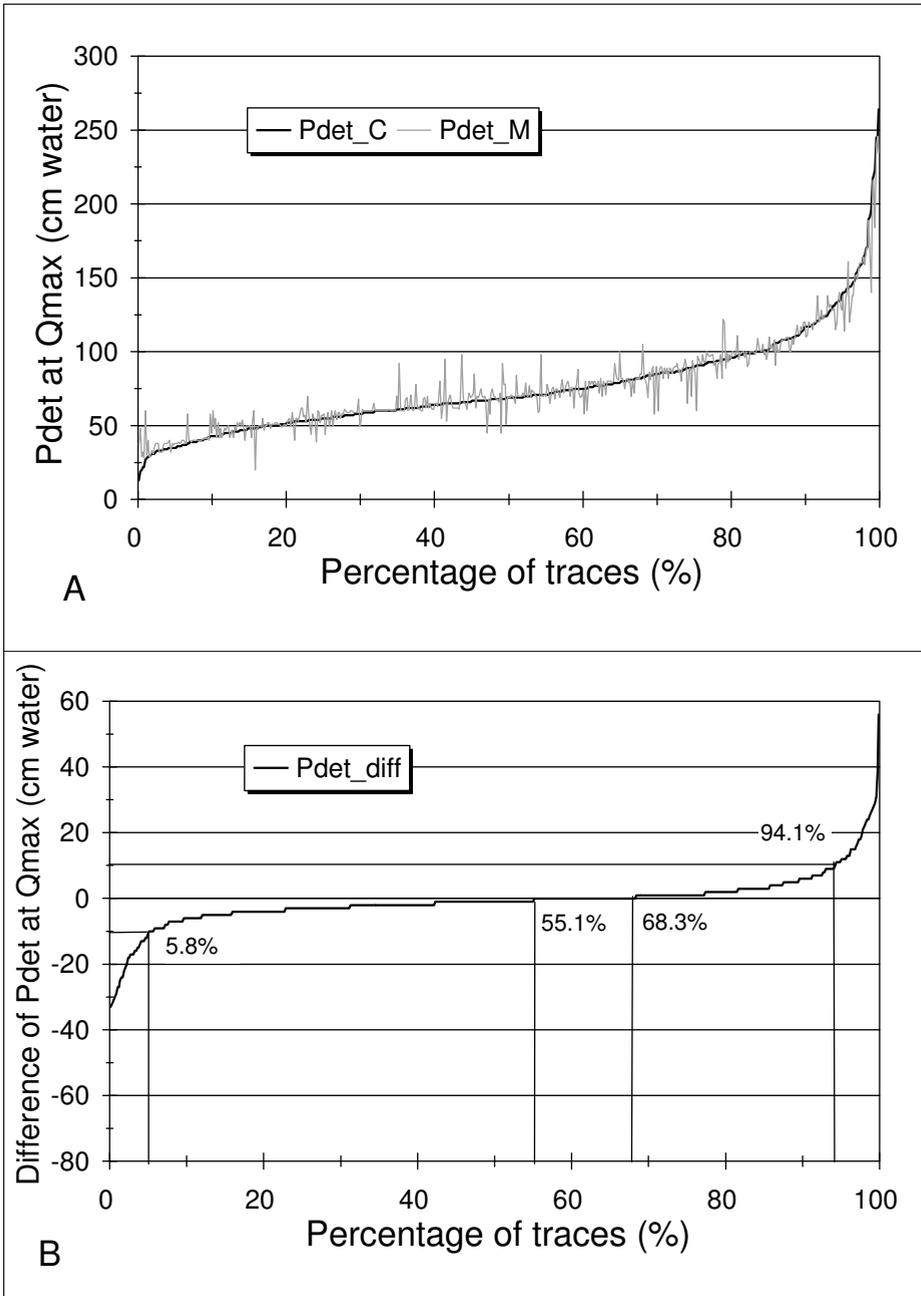 300
250
200
150
100
50
0
Pdet at Qmax (cm water)
Pdet_C Pdet_M
0 20 40 60 80 100
Percentage of traces (%)
A
60
40
20
0
-20
-40
-60
-80
Difference of Pdet at Qmax (cm water)
Pdet_diff
94.1%
5.8%
55.1%
68.3%
0 20 40 60 80 100
Percentage of traces (%)
B